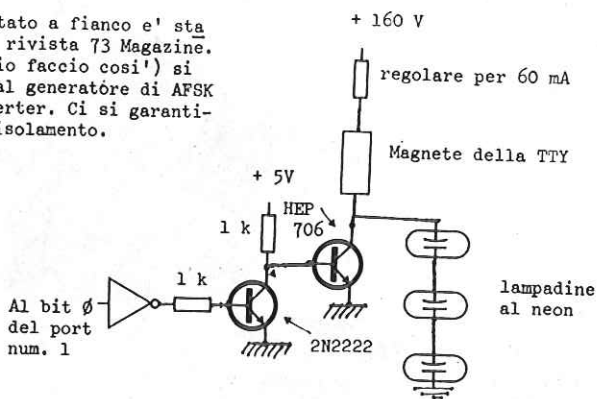 tato a fianco e' sta
rivista 73 Magazine.
io faccio cosi') si
al generatore di AFSK
erter. Ci si garanti-
isolamento.
+ 160 V
regolare per 60 mA
Magnete della TTY
+ 5V
HEP
706
1 k
1 k
Al bit Ø
del port
num. 1
2N2222
lampadine
al neon